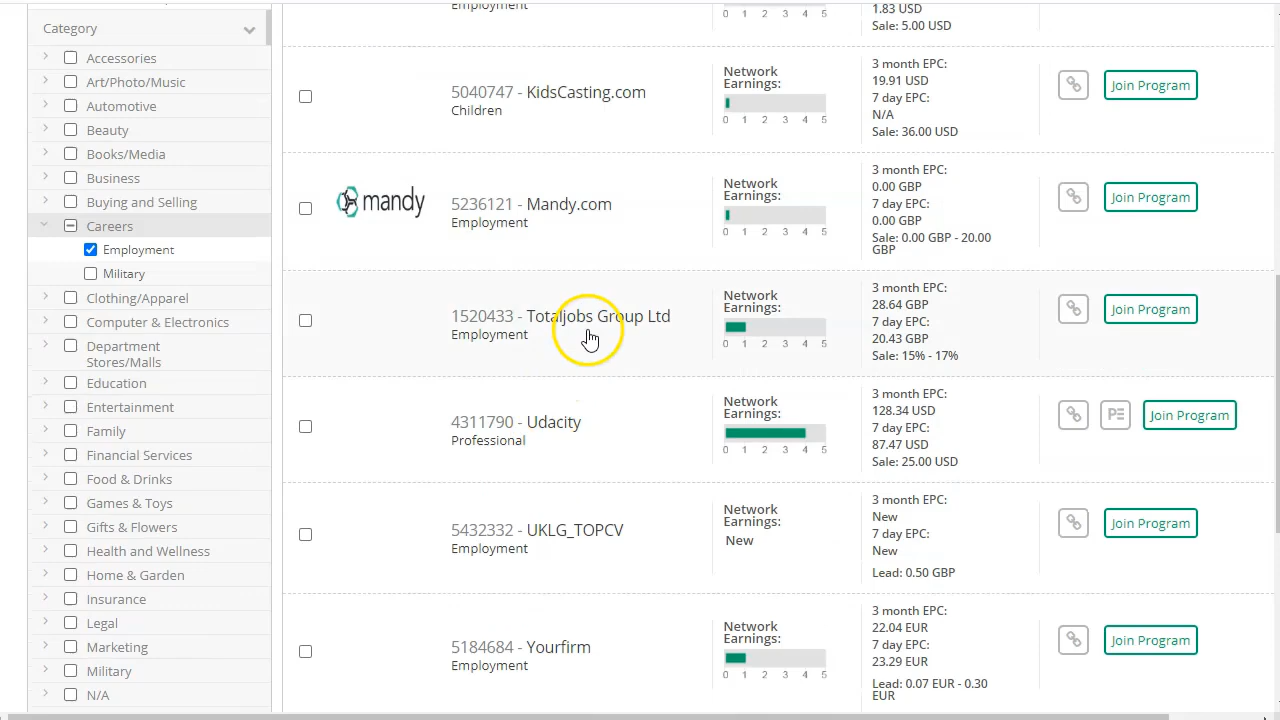 Category
Accessories
Art/Photo/Music
Automotive
Beauty
Books/Media
Business
Buying and Selling
Careers
Employment
Military
Clothing/Apparel
Computer & Electronics
Department
Stores/Malls
Education
Entertainment
Family
Financial Services
Food & Drinks
Games & Toys
Gifts & Flowers
Health and Wellness
Home & Garden
Insurance
Legal
Marketing
Military
N/A
Employment
0 1 2 3 4 5
1.83 USD
Sale: 5.00 USD
5040747 - KidsCasting.com
Children
Network
Earnings:
0 1 2 3 4 5
3 month EPC:
19.91 USD
7 day EPC:
N/A
Sale: 36.00 USD
Join Program
mandy
5236121 - Mandy.com
Employment
Network
Earnings:
0 1 2 3 4 5
3 month EPC:
0.00 GBP
7 day EPC:
0.00 GBP
Sale: 0.00 GBP - 20.00
GBP
Join Program
1520433 - Totaljobs Group Ltd
Employment
Network
Earnings:
0 1 2 3 4 5
3 month EPC:
28.64 GBP
7 day EPC:
20.43 GBP
Sale: 15% - 17%
Join Program
4311790 - Udacity
Professional
Network
Earnings:
0 1 2 3 4 5
3 month EPC:
128.34 USD
7 day EPC:
87.47 USD
Sale: 25.00 USD
Join Program
5432332 - UKLG_TOPCV
Employment
Network
Earnings:
New
3 month EPC:
New
7 day EPC:
New
Lead: 0.50 GBP
Join Program
5184684 - Yourfirm
Employment
Network
Earnings:
0 1 2 3 4 5
3 month EPC:
22.04 EUR
7 day EPC:
23.29 EUR
Lead: 0.07 EUR - 0.30
EUR
Join Program